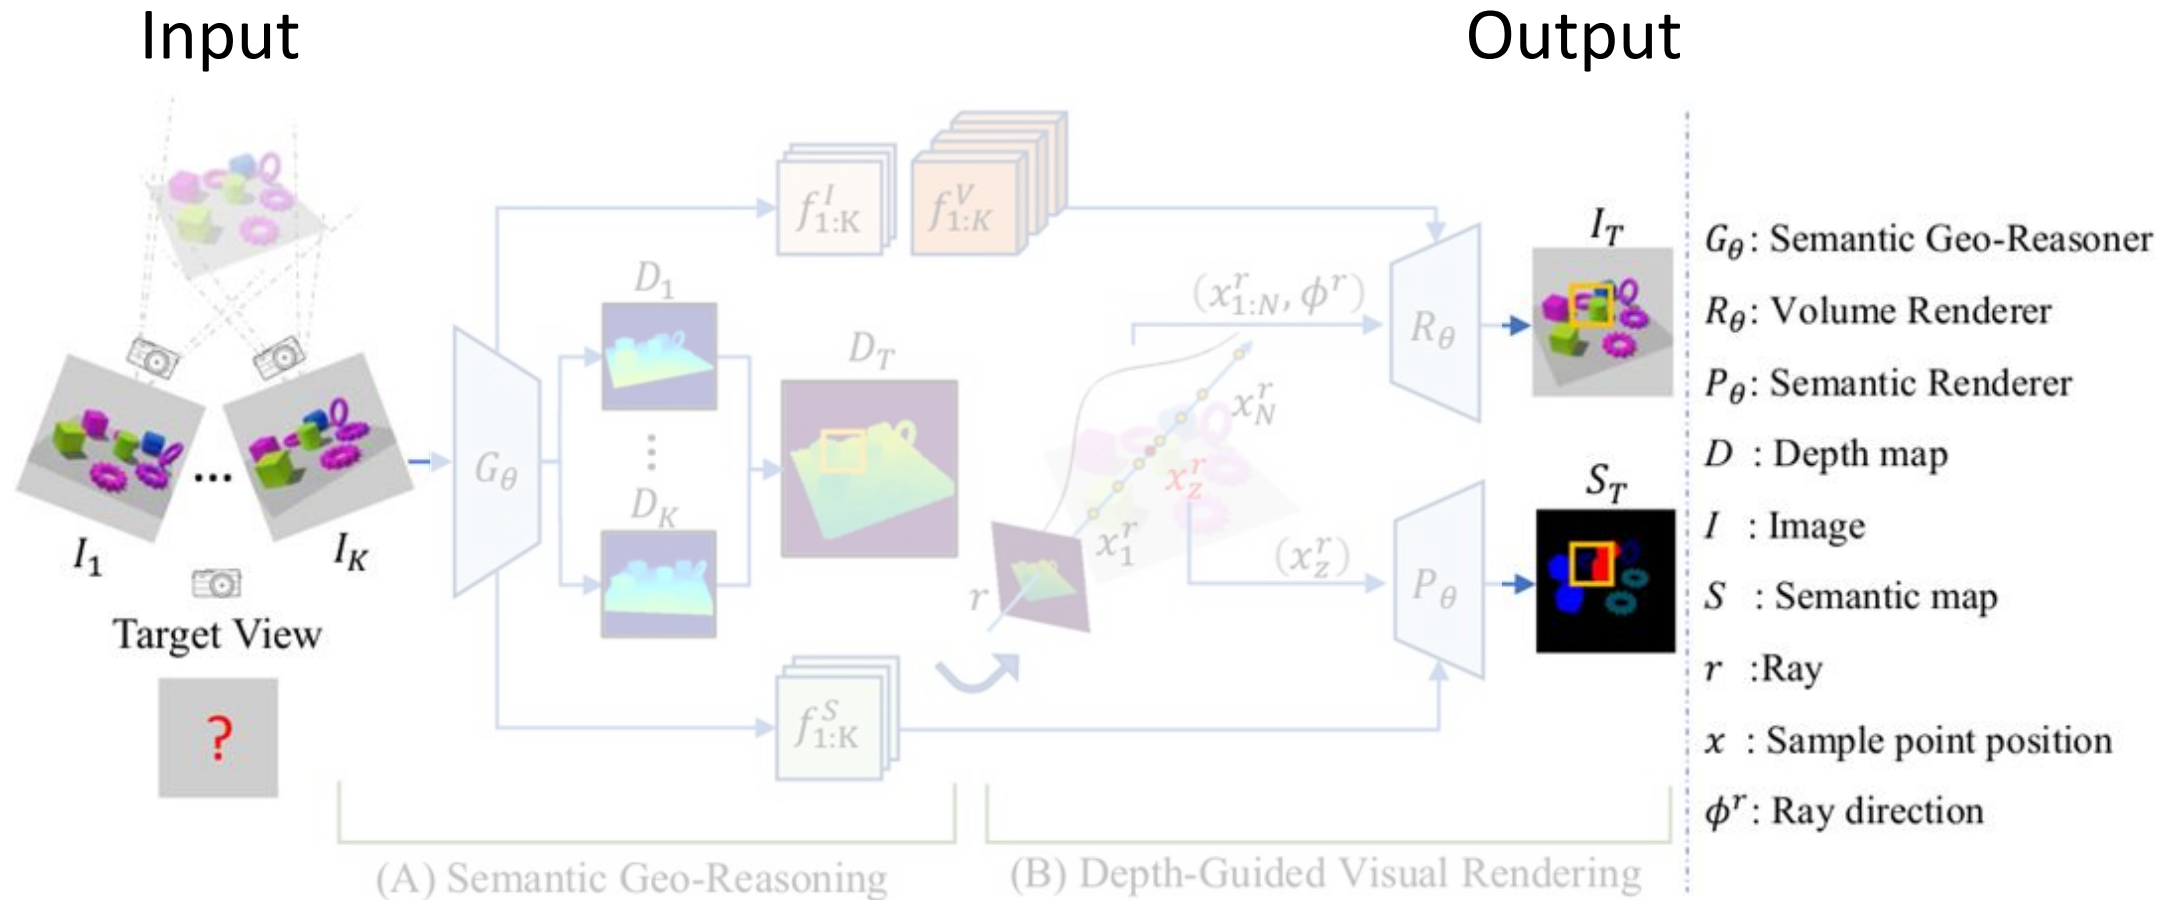 Input
Output
I_1
...
I_K
Target View
?
G_θ
f^I_{1:K}
f^V_{1:K}
D_1
⋮
D_K
D_T
f^S_{1:K}
r
x^r_1
x^r_z
x^r_N
(x^r_{1:N}, ϕ^r)
(x^r_z)
R_θ
P_θ
I_T
S_T
(A) Semantic Geo-Reasoning
(B) Depth-Guided Visual Rendering
G_θ: Semantic Geo-Reasoner
R_θ: Volume Renderer
P_θ: Semantic Renderer
D : Depth map
I : Image
S : Semantic map
r :Ray
x : Sample point position
ϕ^r: Ray direction